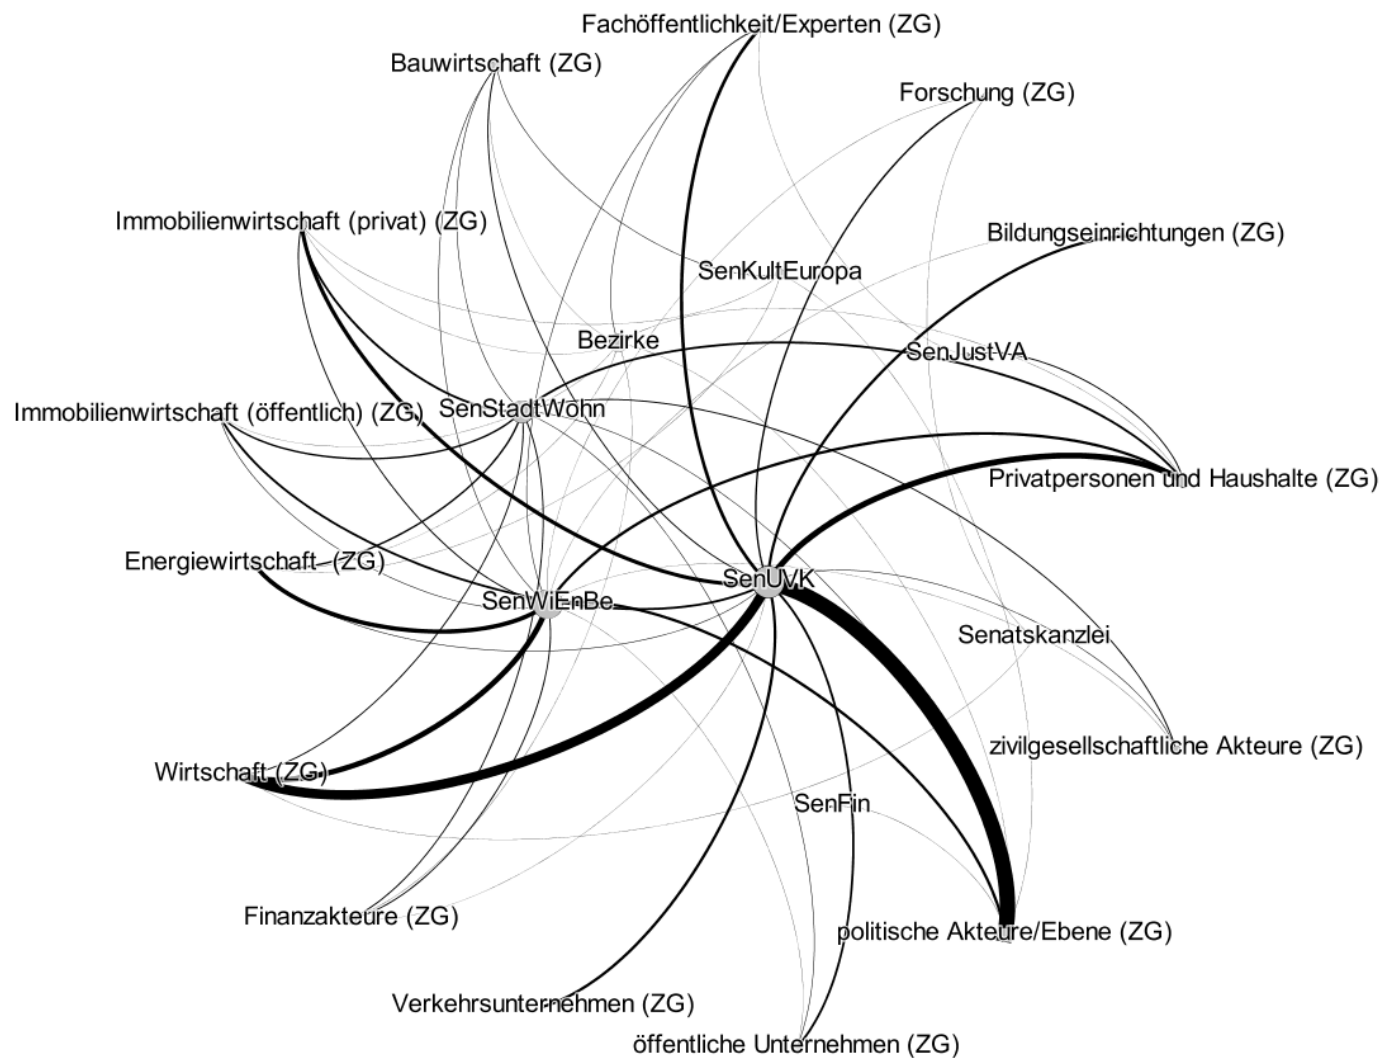 Fachöffentlichkeit/Experten (ZG)
Bauwirtschaft (ZG)
Forschung (ZG)
Immobilienwirtschaft (privat) (ZG)
Bildungseinrichtungen (ZG)
SenKultEuropa
Bezirke
SenJustVA
Immobilienwirtschaft (öffentlich) (ZG)
SenStadtWohn
Privatpersonen und Haushalte (ZG)
Energiewirtschaft (ZG)
SenUVK
SenWiEnBe
Senatskanzlei
zivilgesellschaftliche Akteure (ZG)
Wirtschaft (ZG)
SenFin
Finanzakteure (ZG)
politische Akteure/Ebene (ZG)
Verkehrsunternehmen (ZG)
öffentliche Unternehmen (ZG)